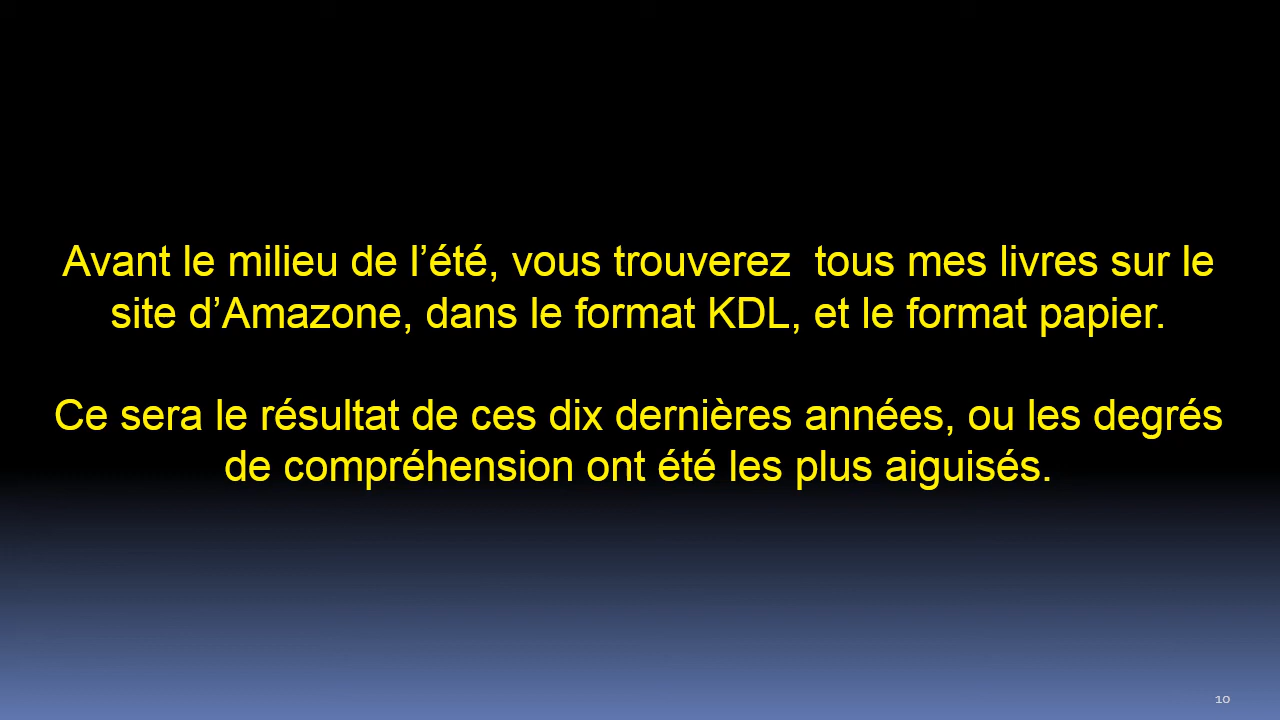 Avant le milieu de l’été, vous trouverez  tous mes livres sur le
site d’Amazone, dans le format KDL, et le format papier.
Ce sera le résultat de ces dix dernières années, ou les degrés
de compréhension ont été les plus aiguisés.
10